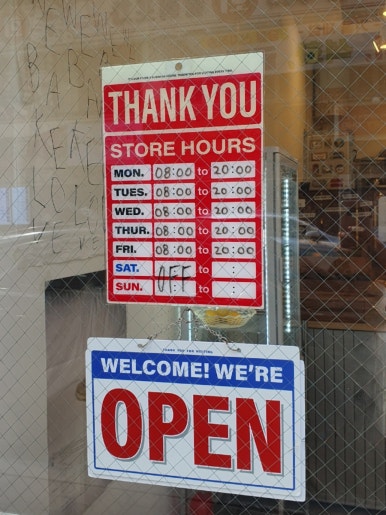 THANK YOU
STORE HOURS
MON. 08:00 to 20:00
TUES. 08:00 to 20:00
WED. 08:00 to 20:00
THUR. 08:00 to 20:00
FRI. 08:00 to 20:00
SAT. OFF to :
SUN. to :
WELCOME! WE'RE
OPEN